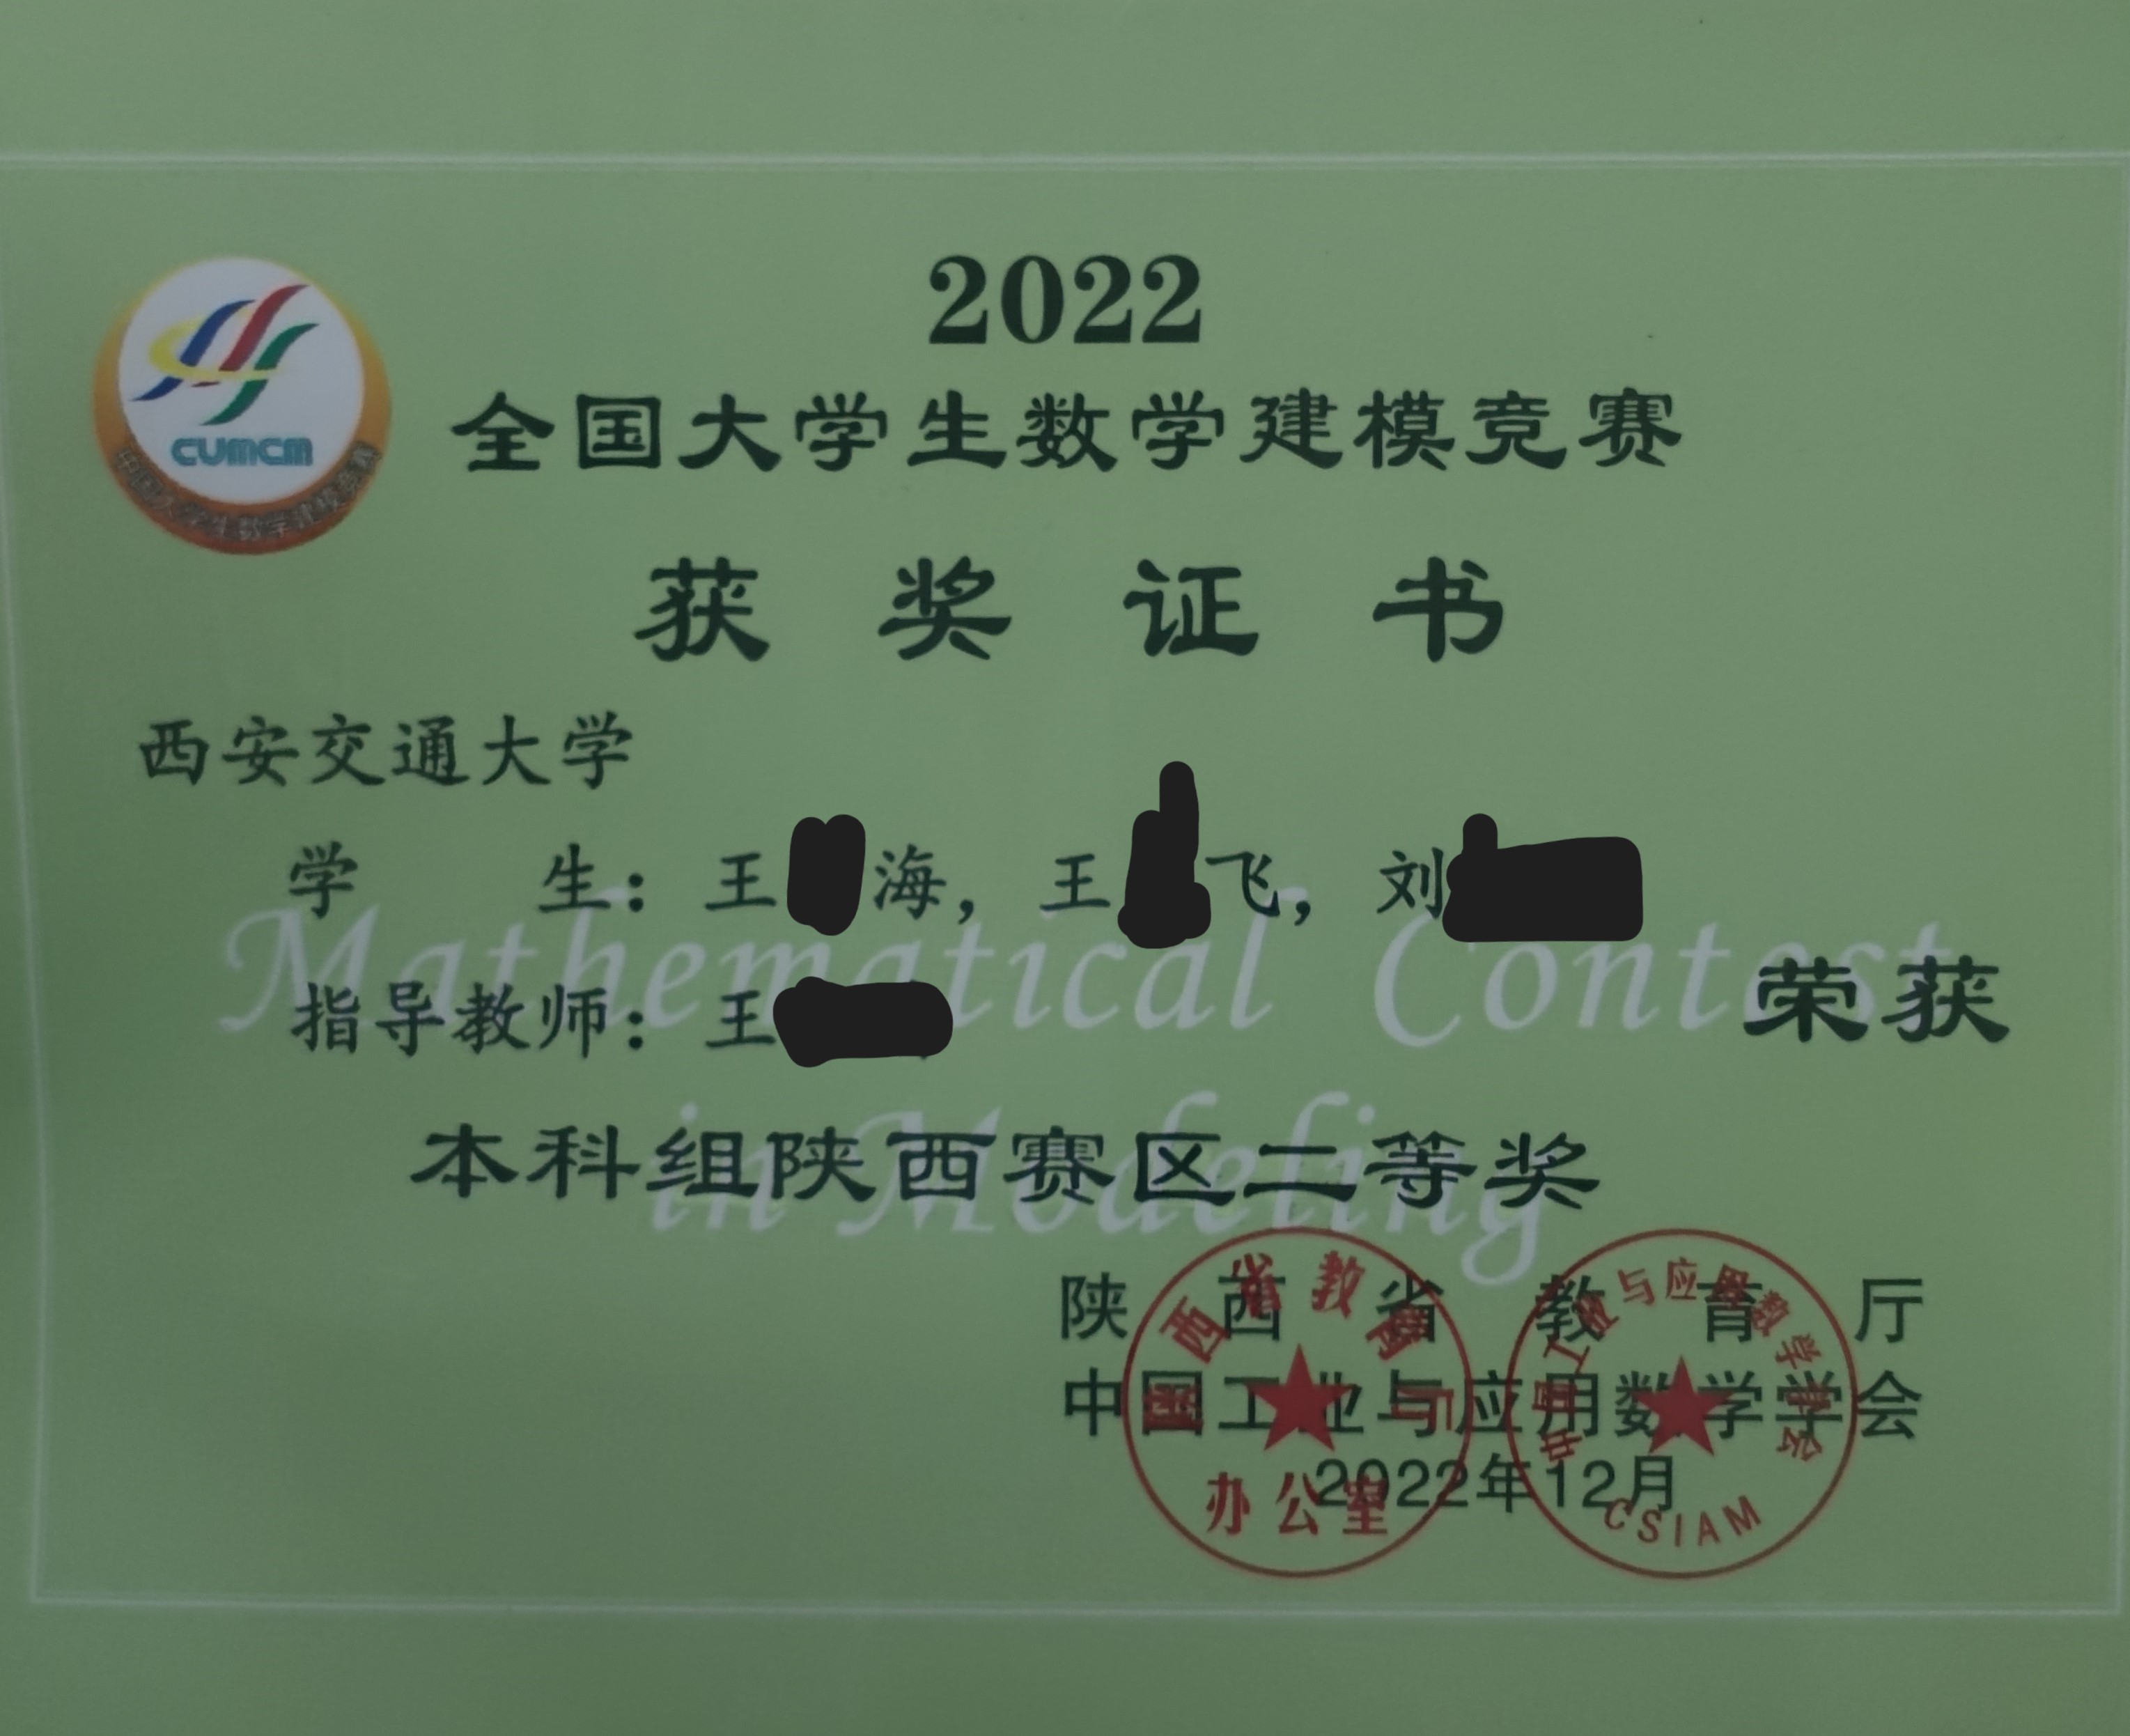 2022
全国大学生数学建模竞赛
CUMCM
中国大学生数学建模竞赛
获奖证书
西安交通大学
学生：王 海，王 飞，刘
Mathematical Contest
指导教师：王
荣获
in Modeling
本科组陕西赛区二等奖
陕西省教育厅
中国工业与应用数学学会
2022年12月
陕西省教育厅
办公室
中国工业与应用数学学会
CSIAM